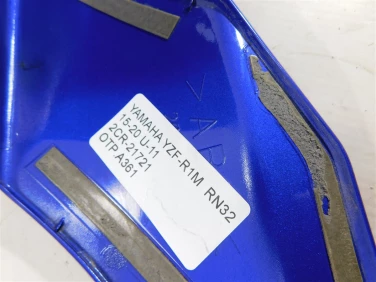 YAMAHA YZF-R1M RN32
15-20 U-11
2CR-21721
OTP A361